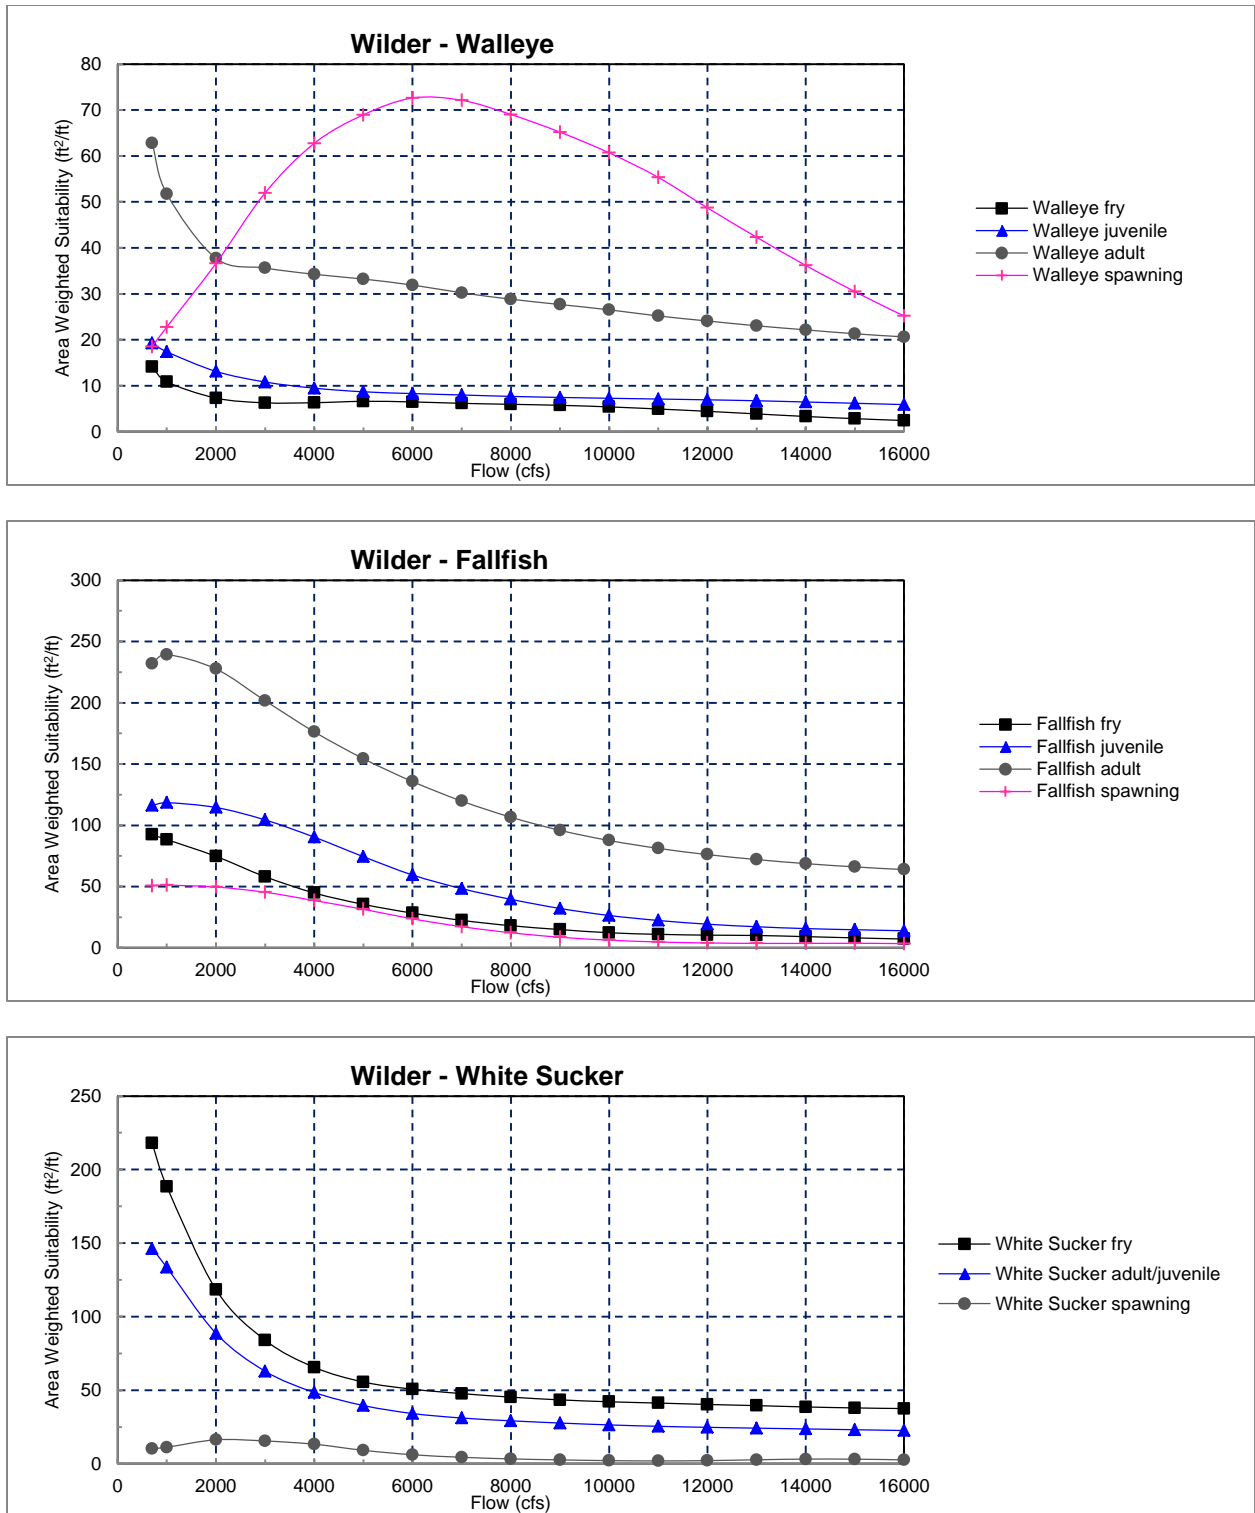 Wilder - Walleye
Area Weighted Suitability (ft²/ft)
80
70
60
50
40
30
20
10
0
0 2000 4000 6000 8000 10000 12000 14000 16000
Flow (cfs)
Walleye fry
Walleye juvenile
Walleye adult
Walleye spawning
Wilder - Fallfish
Area Weighted Suitability (ft²/ft)
300
250
200
150
100
50
0
0 2000 4000 6000 8000 10000 12000 14000 16000
Flow (cfs)
Fallfish fry
Fallfish juvenile
Fallfish adult
Fallfish spawning
Wilder - White Sucker
Area Weighted Suitability (ft²/ft)
250
200
150
100
50
0
0 2000 4000 6000 8000 10000 12000 14000 16000
Flow (cfs)
White Sucker fry
White Sucker adult/juvenile
White Sucker spawning